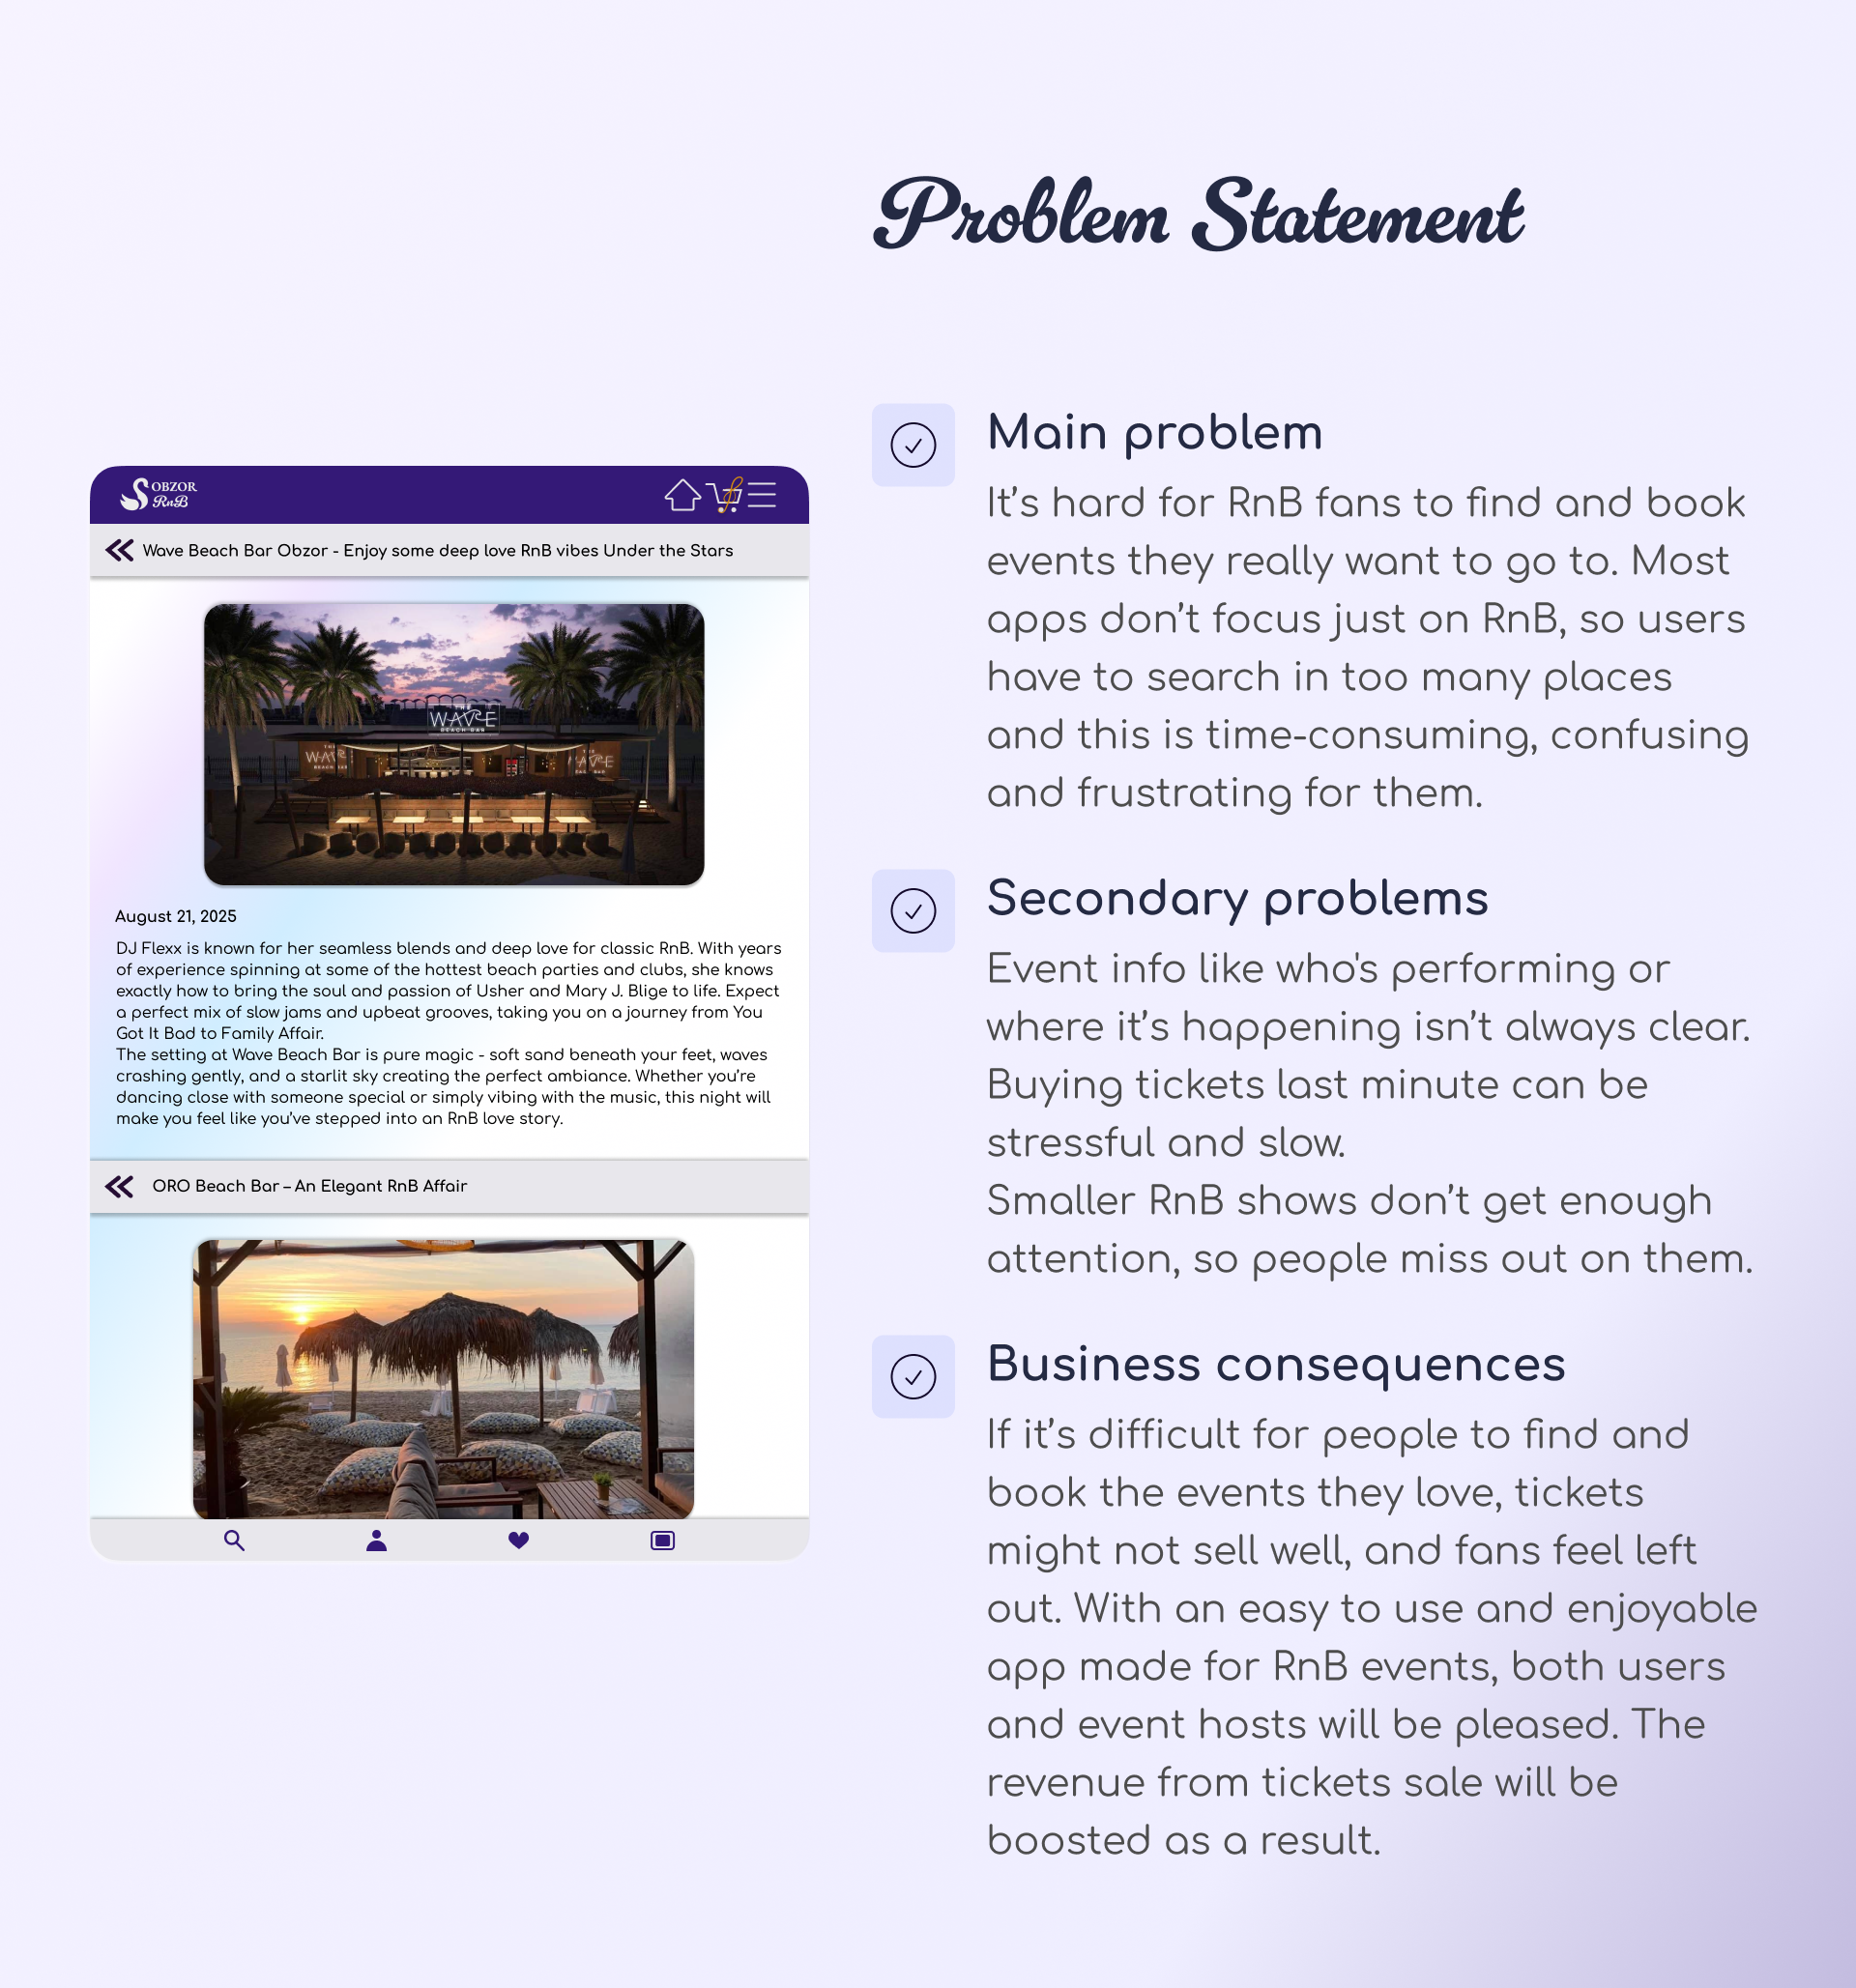 Problem Statement
OBZOR
RnB
Wave Beach Bar Obzor - Enjoy some deep love RnB vibes Under the Stars
THE
WAVE
BEACH BAR
THE
WAVE
BEACH BAR
THE
WAVE
August 21, 2025
DJ Flexx is known for her seamless blends and deep love for classic RnB. With years
of experience spinning at some of the hottest beach parties and clubs, she knows
exactly how to bring the soul and passion of Usher and Mary J. Blige to life. Expect
a perfect mix of slow jams and upbeat grooves, taking you on a journey from You
Got It Bad to Family Affair.
The setting at Wave Beach Bar is pure magic - soft sand beneath your feet, waves
crashing gently, and a starlit sky creating the perfect ambiance. Whether you’re
dancing close with someone special or simply vibing with the music, this night will
make you feel like you’ve stepped into an RnB love story.
ORO Beach Bar – An Elegant RnB Affair
Main problem
It’s hard for RnB fans to find and book
events they really want to go to. Most
apps don’t focus just on RnB, so users
have to search in too many places
and this is time-consuming, confusing
and frustrating for them.
Secondary problems
Event info like who's performing or
where it’s happening isn’t always clear.
Buying tickets last minute can be
stressful and slow.
Smaller RnB shows don’t get enough
attention, so people miss out on them.
Business consequences
If it’s difficult for people to find and
book the events they love, tickets
might not sell well, and fans feel left
out. With an easy to use and enjoyable
app made for RnB events, both users
and event hosts will be pleased. The
revenue from tickets sale will be
boosted as a result.